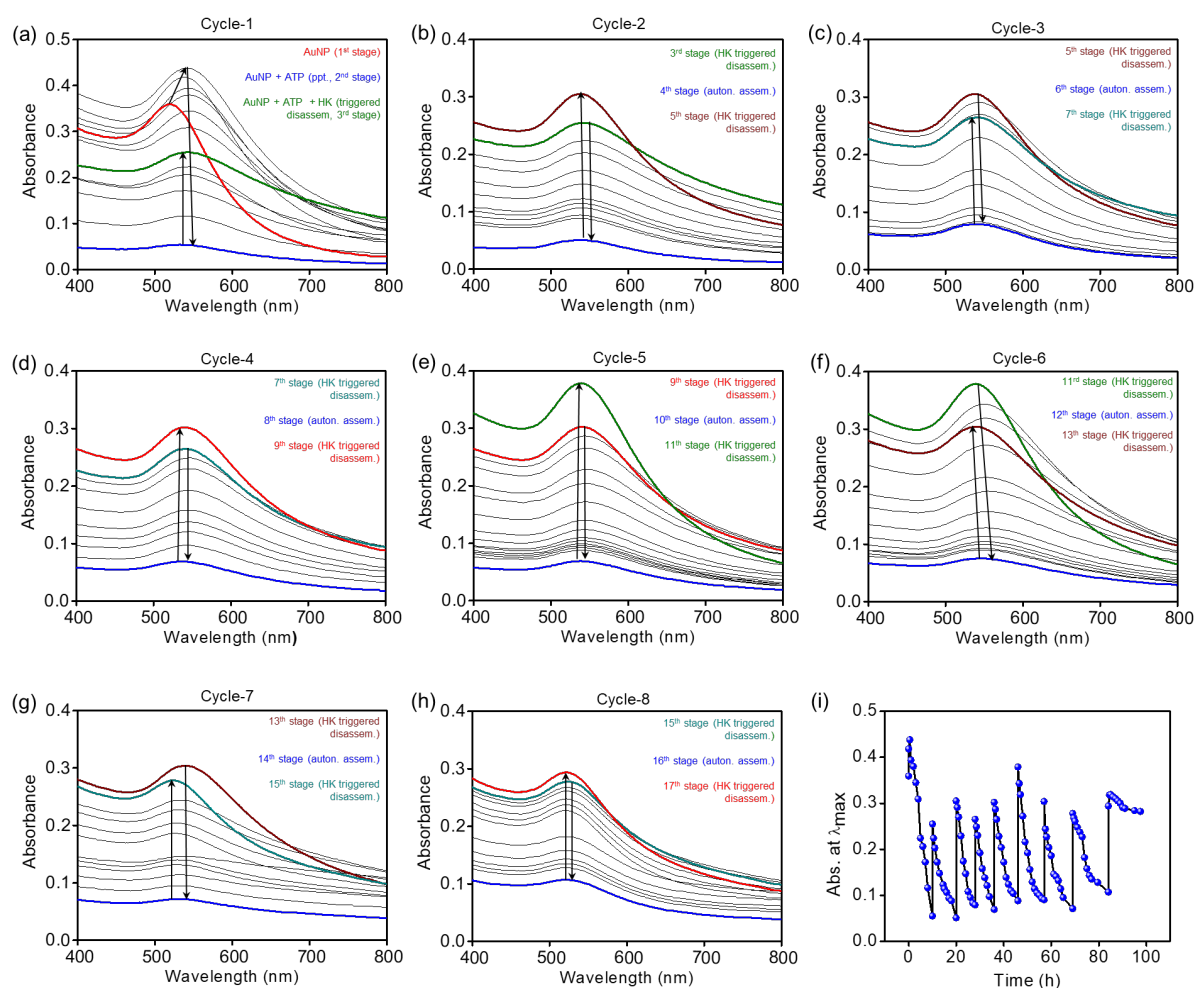 Cycle-1
(a)
AuNP (1st stage)
AuNP + ATP (ppt., 2nd stage)
AuNP + ATP + HK (triggered
disassem, 3rd stage)
0.5
0.4
0.3
0.2
0.1
0.0
Absorbance
400 500 600 700 800
Wavelength (nm)
Cycle-2
(b)
3rd stage (HK triggered
disassem.)
4th stage (auton. assem.)
5th stage (HK triggered
disassem.)
0.4
0.3
0.2
0.1
0.0
Absorbance
400 500 600 700 800
Wavelength (nm)
Cycle-3
(c)
5th stage (HK triggered
disassem.)
6th stage (auton. assem.)
7th stage (HK triggered
disassem.)
0.4
0.3
0.2
0.1
0.0
Absorbance
400 500 600 700 800
Wavelength (nm)
Cycle-4
(d)
7th stage (HK triggered
disassem.)
8th stage (auton. assem.)
9th stage (HK triggered
disassem.)
0.4
0.3
0.2
0.1
0.0
Absorbance
400 500 600 700 800
Wavelength (nm)
Cycle-5
(e)
9th stage (HK triggered
disassem.)
10th stage (auton. assem.)
11th stage (HK triggered
disassem.)
0.4
0.3
0.2
0.1
0.0
Absorbance
400 500 600 700 800
Wavelength (nm)
Cycle-6
(f)
11rd stage (HK triggered
disassem.)
12th stage (auton. assem.)
13th stage (HK triggered
disassem.)
0.4
0.3
0.2
0.1
0.0
Absorbance
400 500 600 700 800
Wavelength (nm)
Cycle-7
(g)
13th stage (HK triggered
disassem.)
14th stage (auton. assem.)
15th stage (HK triggered
disassem.)
0.4
0.3
0.2
0.1
0.0
Absorbance
400 500 600 700 800
Wavelength (nm)
Cycle-8
(h)
15th stage (HK triggered
disassem.)
16th stage (auton. assem.)
17th stage (HK triggered
disassem.)
0.4
0.3
0.2
0.1
0.0
Absorbance
400 500 600 700 800
Wavelength (nm)
(i)
0.5
0.4
0.3
0.2
0.1
0.0
Abs. at λmax
0 20 40 60 80 100
Time (h)